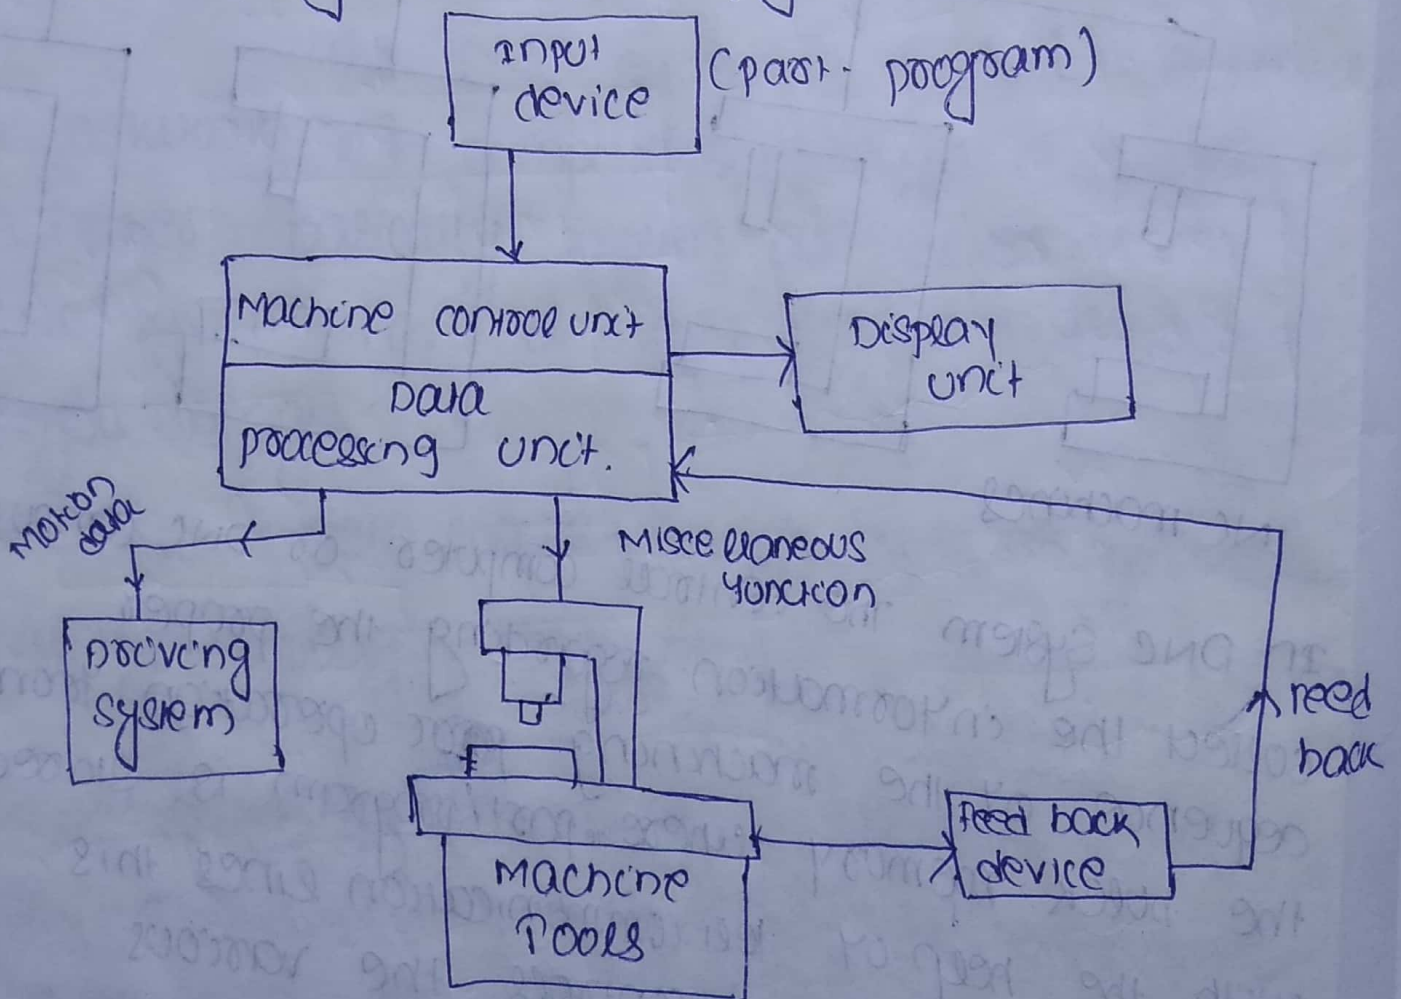 Input
device
(part - program)
Machine control unit
Data
processing unit.
Display
unit
Motion
data
Miscellaneous
function
Driving
system
Feed
back
Feed back
device
Machine
Tools